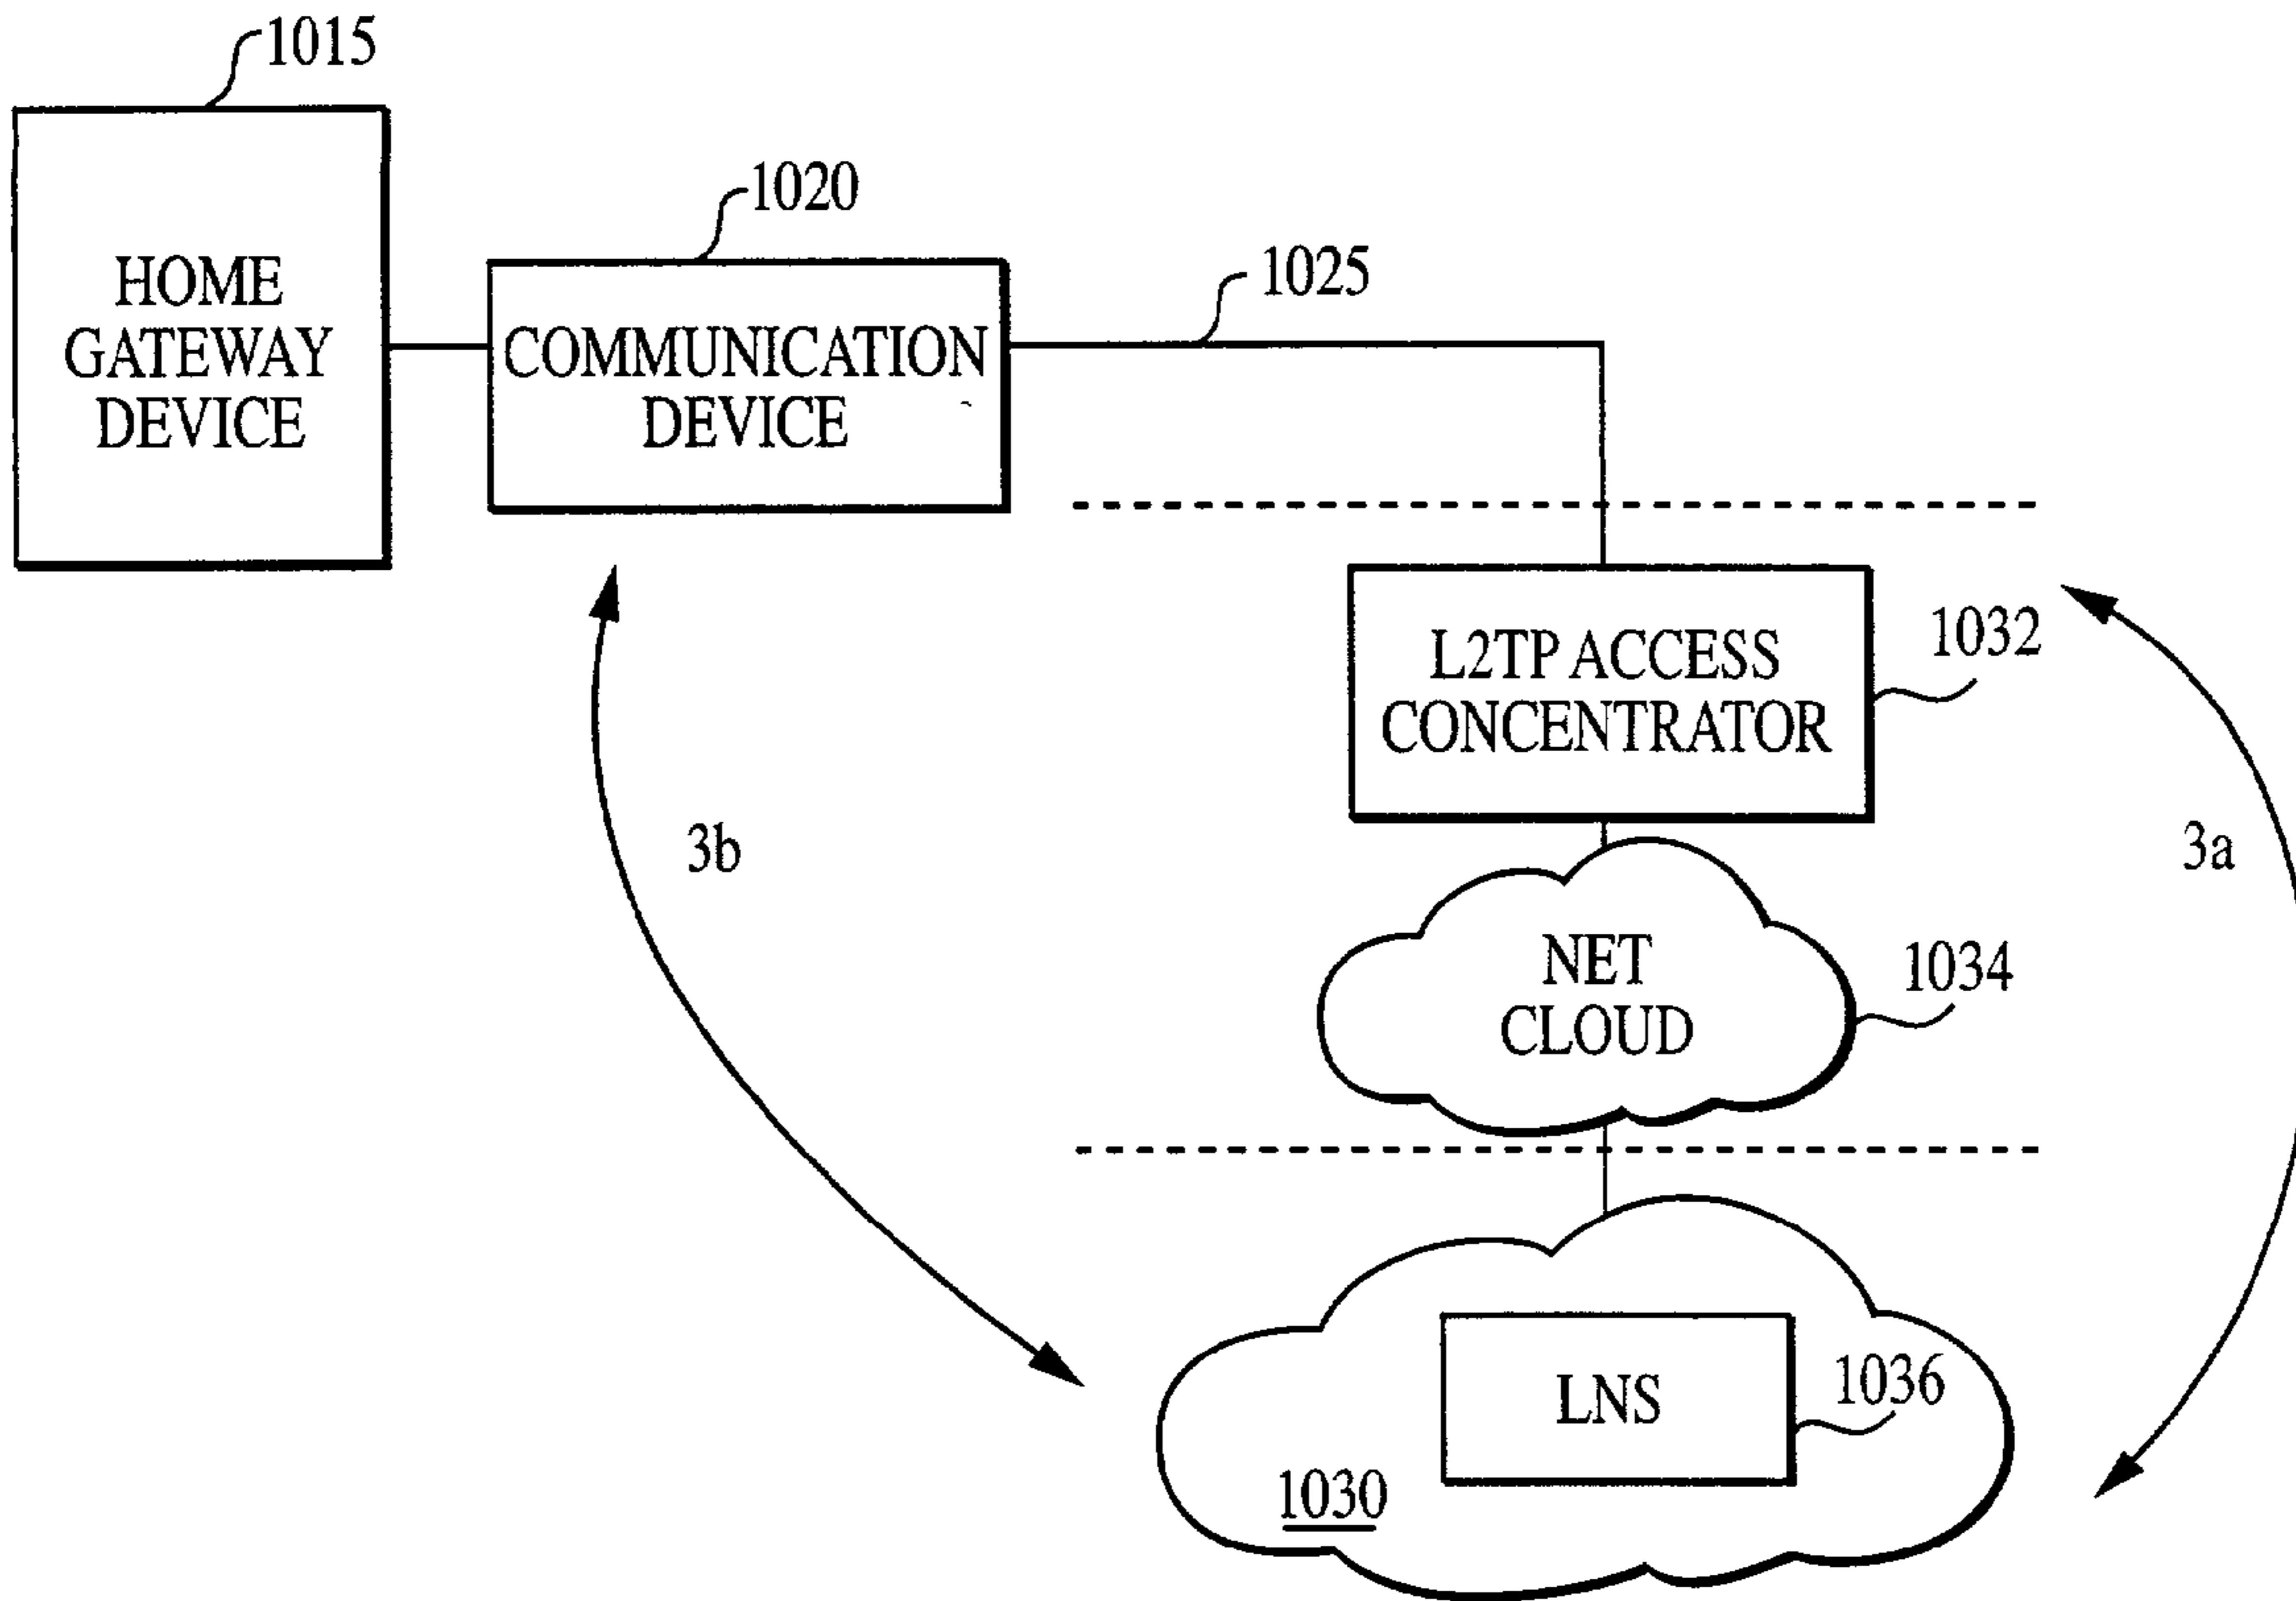 1015
HOME
GATEWAY
DEVICE
1020
COMMUNICATION
DEVICE
1025
L2TP ACCESS
CONCENTRATOR
1032
3b
3a
NET
CLOUD
1034
LNS
1036
1030